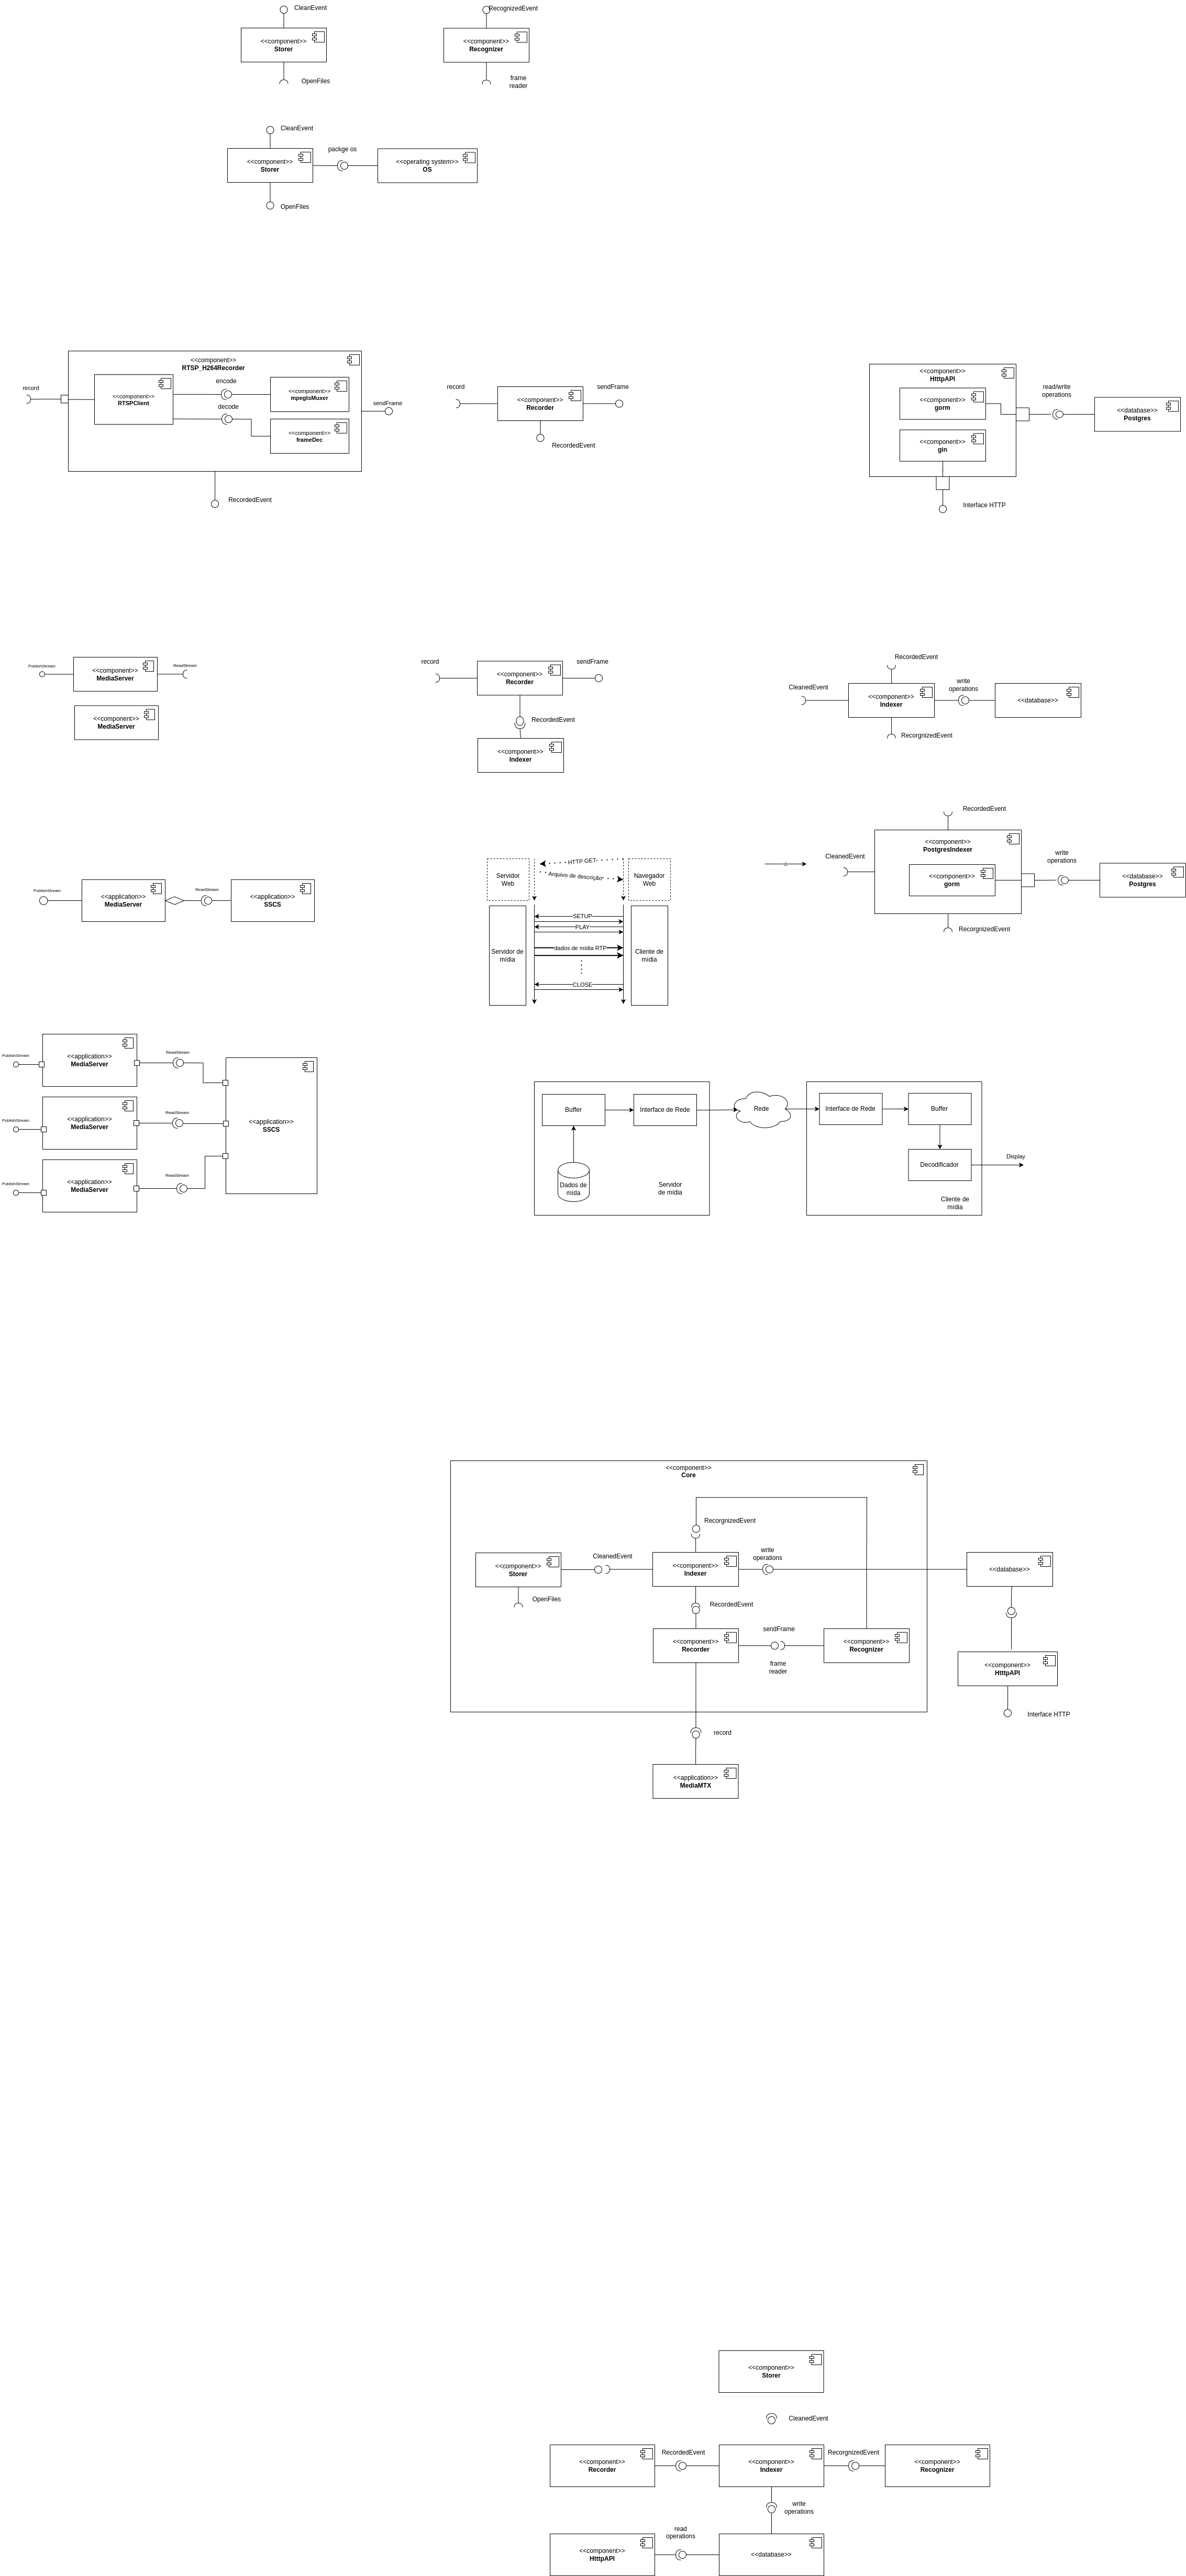 CleanEvent
<<component>>
Storer
OpenFiles
RecognizedEvent
<<component>>
Recognizer
frame
reader
CleanEvent
<<component>>
Storer
packge os
<<operating system>>
OS
OpenFiles
<<component>>
RTSP_H264Recorder
record
<<component>>
RTSPClient
encode
<<component>>
mpegtsMuxer
decode
<<component>>
frameDec
sendFrame
RecordedEvent
record
<<component>>
Recorder
sendFrame
RecordedEvent
<<component>>
HtttpAPI
<<component>>
gorm
<<component>>
gin
read/write
operations
<<database>>
Postgres
Interface HTTP
PublishStream
<<component>>
MediaServer
ReadStream
<<component>>
MediaServer
record
<<component>>
Recorder
sendFrame
RecordedEvent
<<component>>
Indexer
RecordedEvent
CleanedEvent
<<component>>
Indexer
write
operations
<<database>>
RecorgnizedEvent
PublishStream
<<application>>
MediaServer
ReadStream
<<application>>
SSCS
Servidor
Web
HTTP GET
Arquivo de descrição
Navegador
Web
Servidor de
mídia
SETUP
PLAY
dados de mídia RTP
CLOSE
Cliente de
mídia
RecordedEvent
CleanedEvent
<<component>>
PostgresIndexer
<<component>>
gorm
write
operations
<<database>>
Postgres
RecorgnizedEvent
PublishStream
<<application>>
MediaServer
ReadStream
PublishStream
<<application>>
MediaServer
ReadStream
PublishStream
<<application>>
MediaServer
ReadStream
<<application>>
SSCS
Buffer
Interface de Rede
Dados de
mída
Servidor
de mídia
Rede
Interface de Rede
Buffer
Decodificador
Display
Cliente de
mídia
<<component>>
Core
RecorgnizedEvent
<<component>>
Storer
CleanedEvent
<<component>>
Indexer
write
operations
<<database>>
OpenFiles
RecordedEvent
<<component>>
Recorder
sendFrame
frame
reader
<<component>>
Recognizer
<<component>>
HtttpAPI
Interface HTTP
record
<<application>>
MediaMTX
<<component>>
Storer
CleanedEvent
<<component>>
Recorder
RecordedEvent
<<component>>
Indexer
RecorgnizedEvent
<<component>>
Recognizer
write
operations
<<component>>
HtttpAPI
read
operations
<<database>>